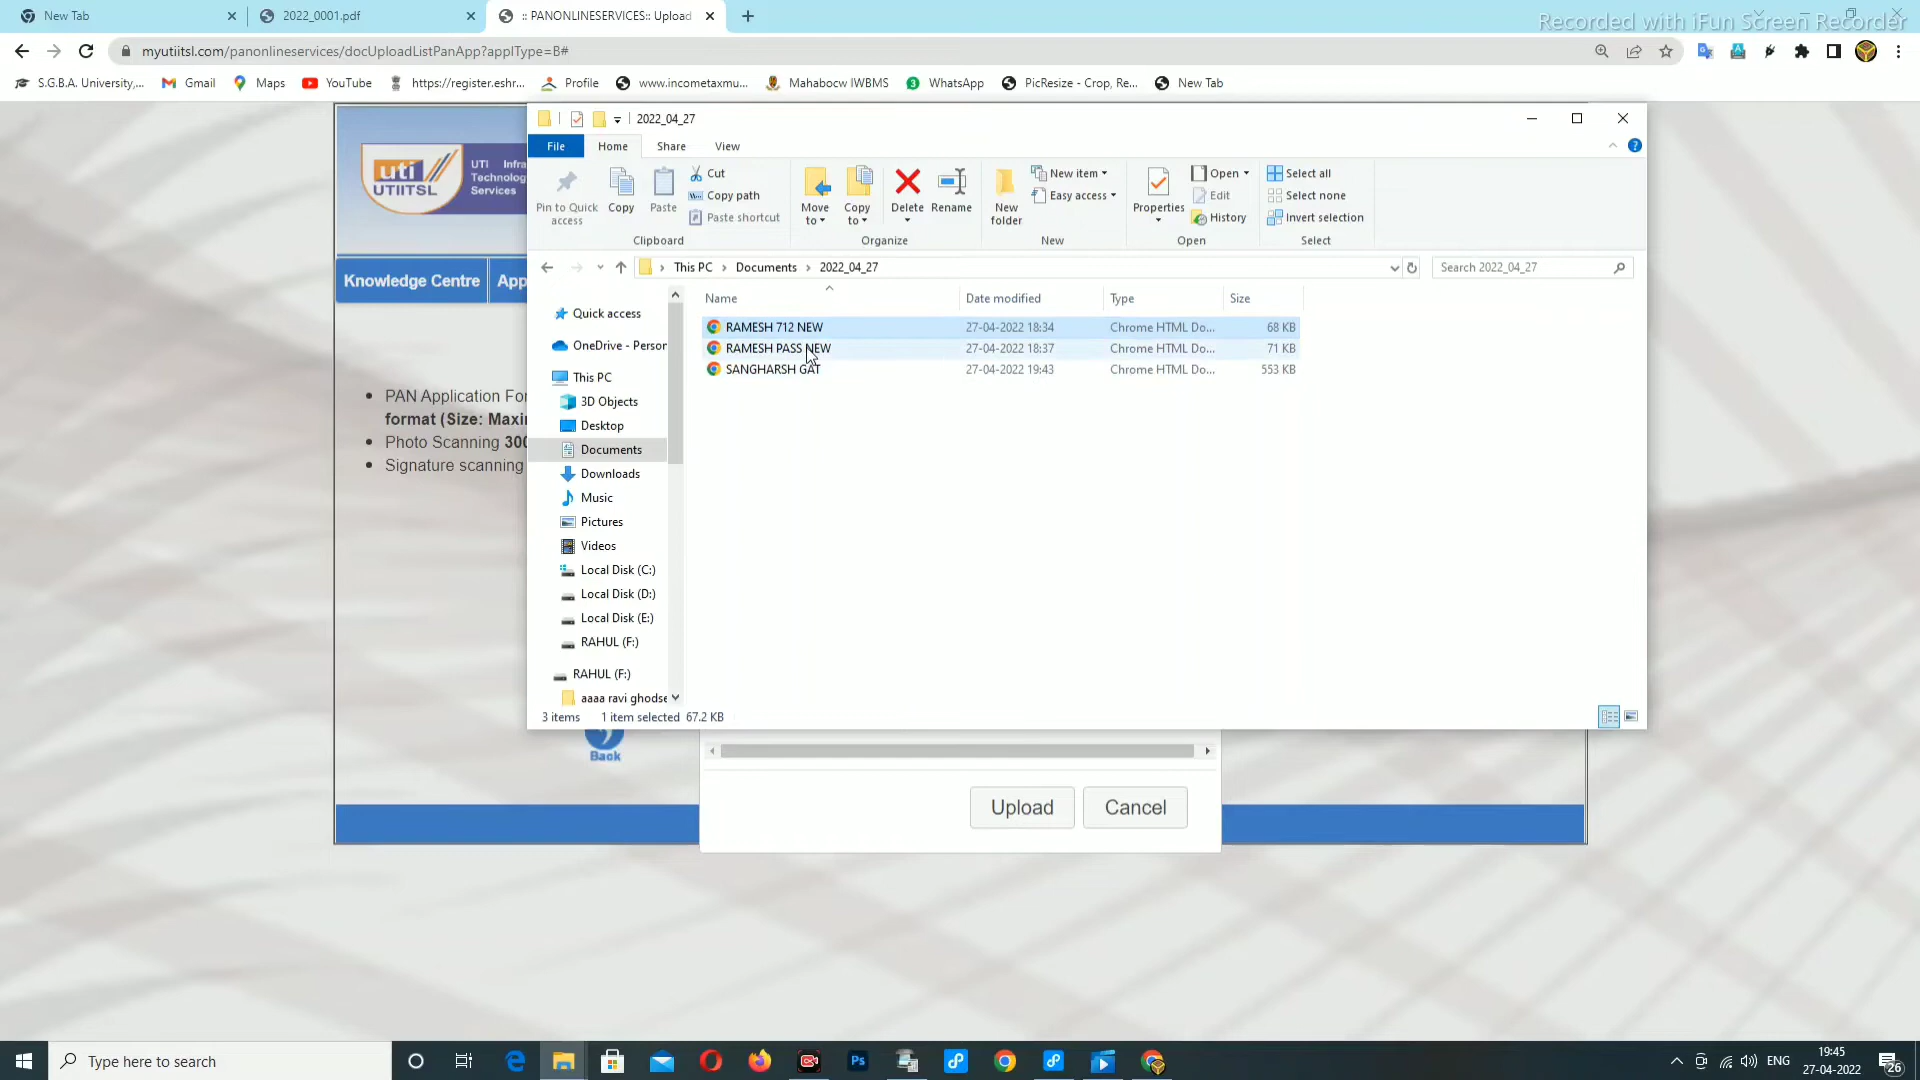 New Tab
2022_0001.pdf
:: PANONLINESERVICES:: Upload
Recorded with iFun Screen Recorder
myutiitsl.com/panonlineservices/docUploadListPanApp?applType=B#
S.G.B.A. University,...
Gmail
Maps
YouTube
https://register.eshr...
Profile
www.incometaxmu...
Mahabocw IWBMS
3
WhatsApp
PicResize - Crop, Re...
New Tab
uti
UTIITSL
UTI Infra
Technolog
Services
Knowledge Centre
App
PAN Application For
format (Size: Maxi
Photo Scanning 300
Signature scanning
Back
2022_04_27
File
Home
Share
View
Pin to Quick access
Copy
Paste
Cut
Copy path
Paste shortcut
Clipboard
Move to
Copy to
Delete
Rename
Organize
New folder
New item
Easy access
New
Properties
Open
Edit
History
Open
Select all
Select none
Invert selection
Select
This PC
Documents
2022_04_27
Search 2022_04_27
Name
Date modified
Type
Size
RAMESH 712 NEW 27-04-2022 18:34 Chrome HTML Do... 68 KB
RAMESH PASS NEW 27-04-2022 18:37 Chrome HTML Do... 71 KB
SANGHARSH GAT 27-04-2022 19:43 Chrome HTML Do... 553 KB
Quick access
OneDrive - Person
This PC
3D Objects
Desktop
Documents
Downloads
Music
Pictures
Videos
Local Disk (C:)
Local Disk (D:)
Local Disk (E:)
RAHUL (F:)
RAHUL (F:)
aaaa ravi ghodse
3 items
1 item selected 67.2 KB
Upload
Cancel
Type here to search
Ps
ENG
19:45
27-04-2022
26